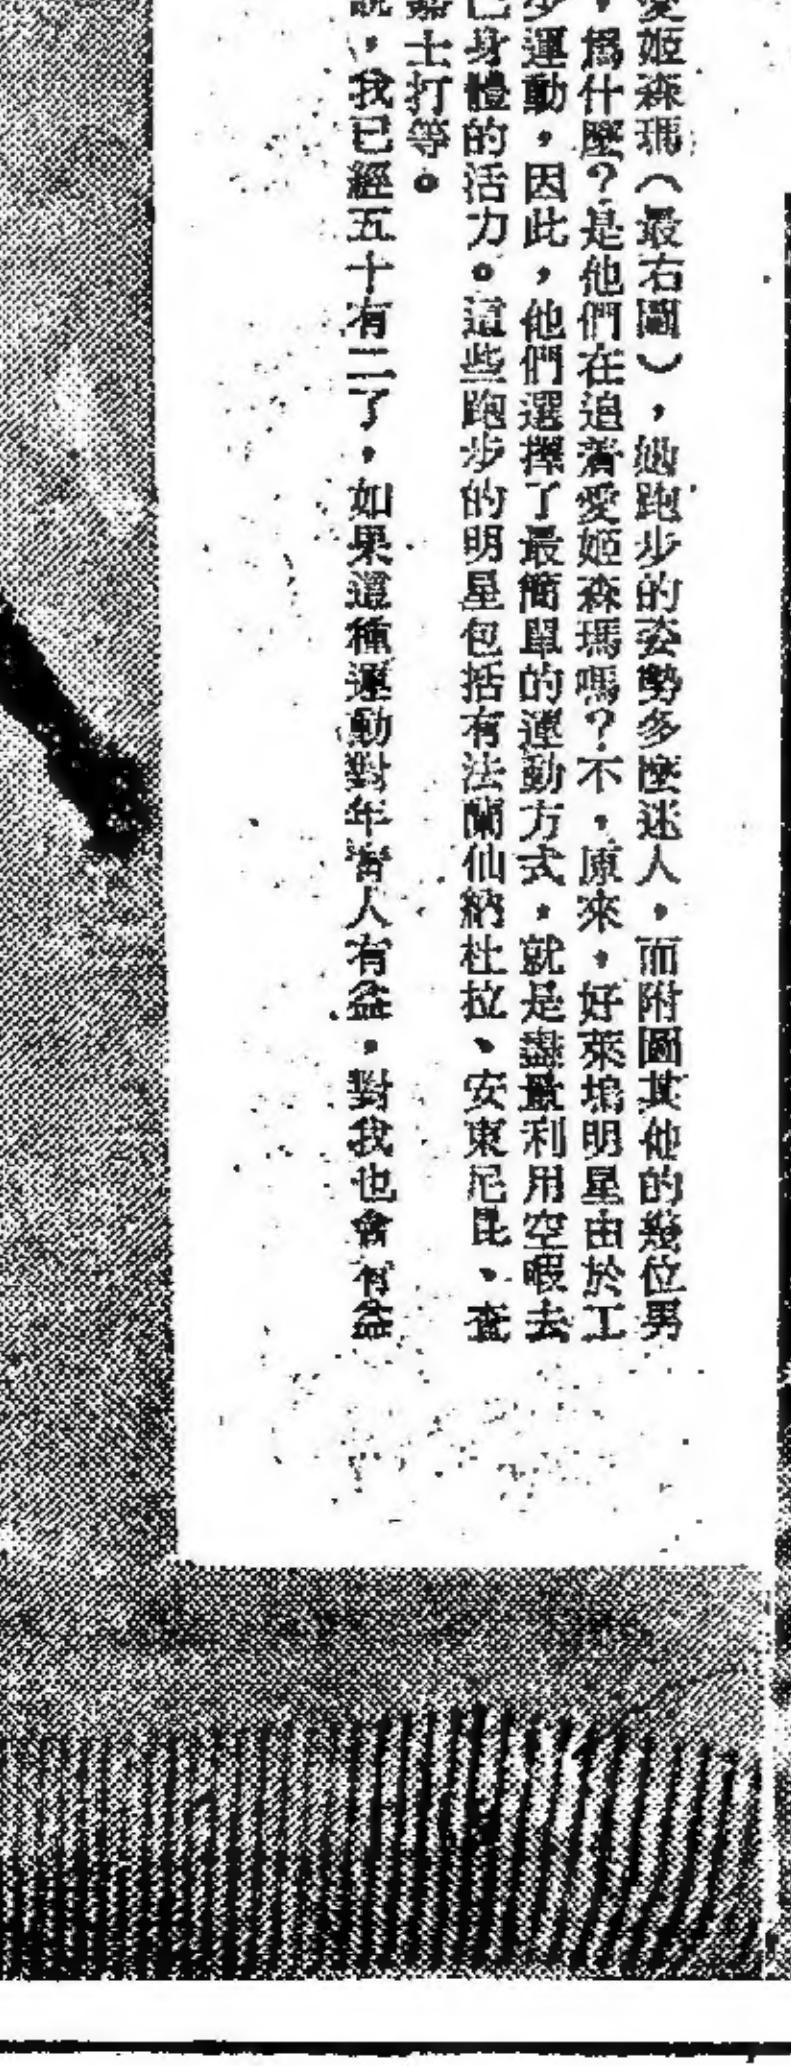 愛姬森瑪（最右圖），她跑步的姿勢多麼迷人，而附圖其他的幾位男
，爲什麼？是他們在追着愛姬森瑪嗎？不，原來，好萊塢明星由於工
少運動，因此，他們選擇了最簡單的運動方式，就是盡量利用空暇去
己身體的活力。這些跑步的明星包括有法蘭仙納杜拉、安東尼昆、查
士打等。
說，我已經五十有二了，如果這種運動對年青人有益，對我也會有益